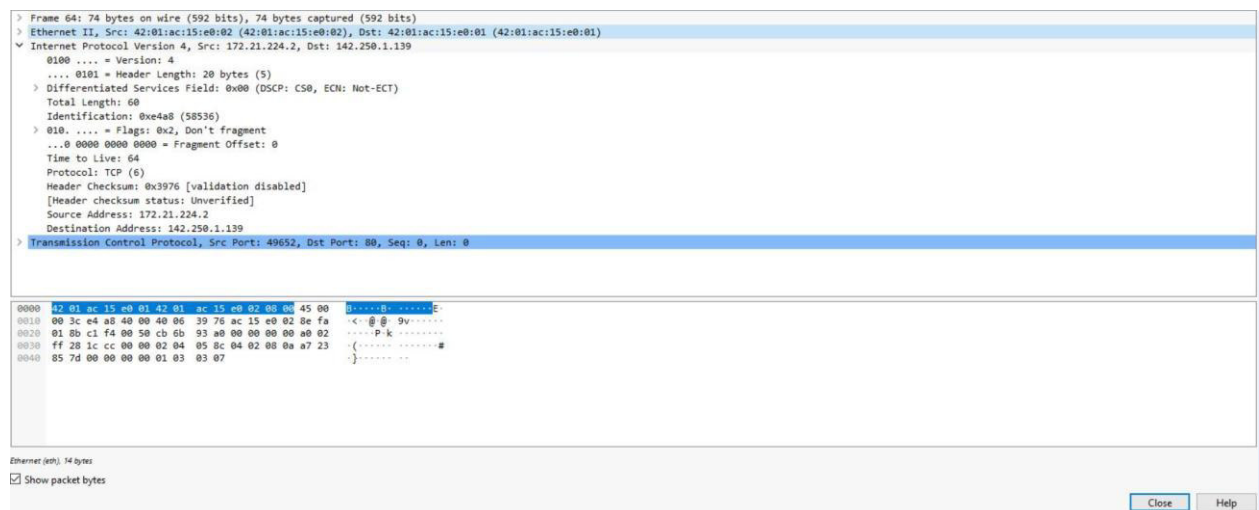 > Frame 64: 74 bytes on wire (592 bits), 74 bytes captured (592 bits)
> Ethernet II, Src: 42:01:ac:15:e0:02 (42:01:ac:15:e0:02), Dst: 42:01:ac:15:e0:01 (42:01:ac:15:e0:01)
Internet Protocol Version 4, Src: 172.21.224.2, Dst: 142.250.1.139
0100 .... = Version: 4
.... 0101 = Header Length: 20 bytes (5)
> Differentiated Services Field: 0x00 (DSCP: CS0, ECN: Not-ECT)
Total Length: 60
Identification: 0xe4a8 (58536)
> 010. .... = Flags: 0x2, Don't fragment
...0 0000 0000 0000 = Fragment Offset: 0
Time to Live: 64
Protocol: TCP (6)
Header Checksum: 0x3976 [validation disabled]
[Header checksum status: Unverified]
Source Address: 172.21.224.2
Destination Address: 142.250.1.139
> Transmission Control Protocol, Src Port: 49652, Dst Port: 80, Seq: 0, Len: 0
0000 42 01 ac 15 e0 01 42 01 ac 15 e0 02 08 00 45 00 B·····B· ······E·
0010 00 3c e4 a8 40 00 40 06 39 76 ac 15 e0 02 8e fa ·<··@·@· 9v······
0020 01 8b c1 f4 00 50 cb 6b 93 a0 00 00 00 00 a0 02 ·····P·k ········
0030 ff 28 1c cc 00 00 02 04 05 8c 04 02 08 0a a7 23 ·(······ ·······#
0040 85 7d 00 00 00 00 01 03 03 07 ·}······ ··
Ethernet (eth), 14 bytes
Show packet bytes
Close Help